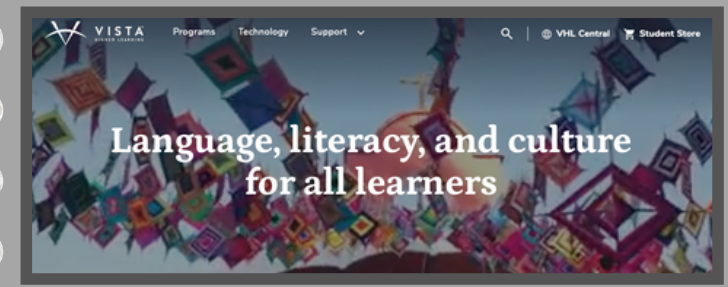 VISTA
HIGHER LEARNING
Programs
Technology
Support
VHL Central
Student Store
Language, literacy, and culture
for all learners